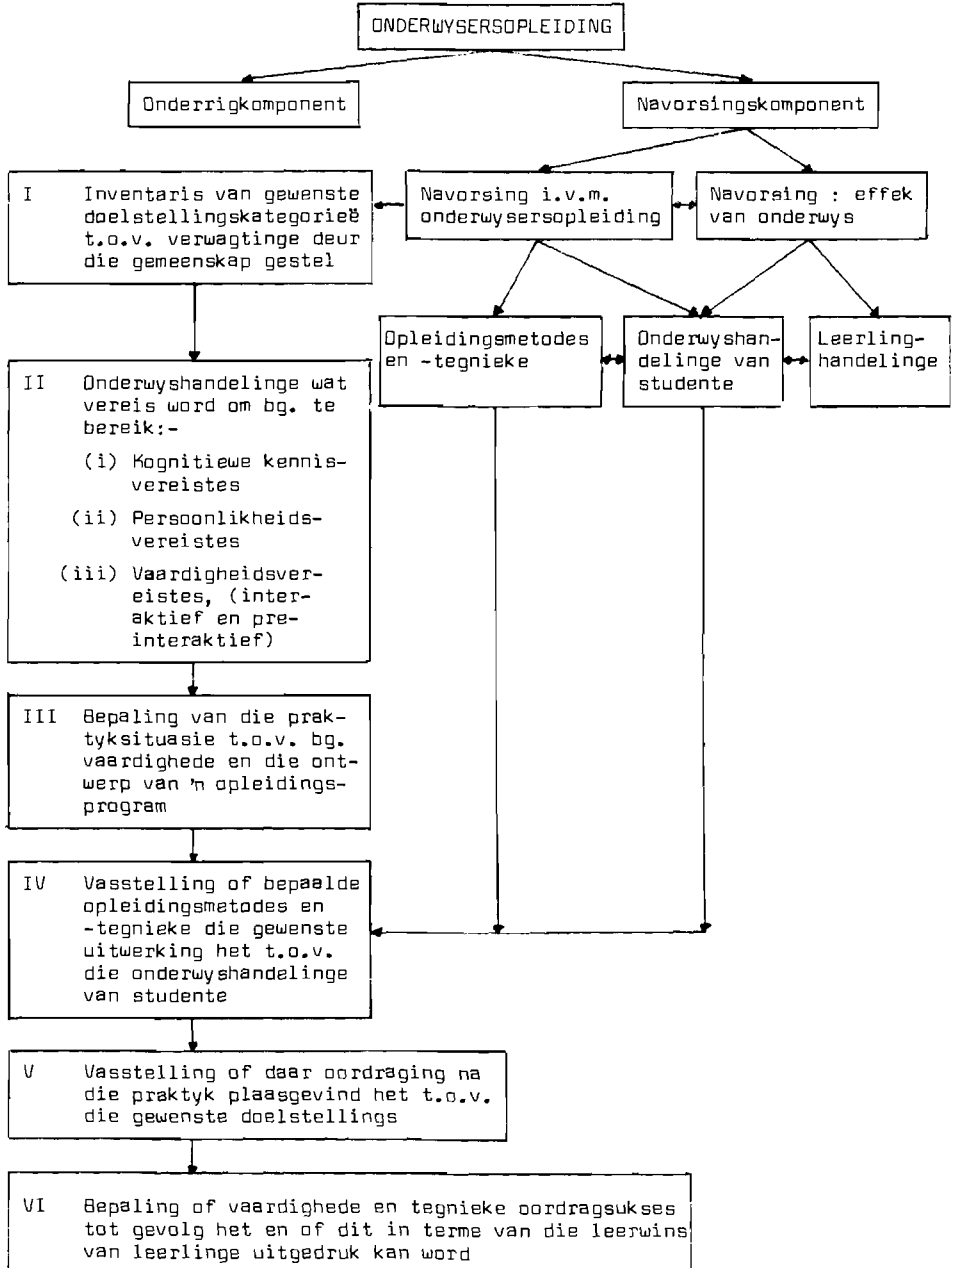 ONDERWYSERSOPLEIDING
Onderrigkomponent
Navorsingskomponent
I Inventaris van gewenste
doelstellingskategorieë
t.o.v. verwagtinge deur
die gemeenskap gestel
Navorsing i.v.m.
onderwysersopleiding
Navorsing : effek
van onderwys
Opleidingsmetodes
en -tegnieke
Onderwyshan-
delinge van
studente
Leerling-
handelinge
II Onderwyshandelinge wat
vereis word om bg. te
bereik:-
(i) Kognitiewe kennis-
vereistes
(ii) Persoonlikheids-
vereistes
(iii) Vaardigheidsver-
eistes, (inter-
aktief en pre-
interaktief)
III Bepaling van die prak-
tyksituasie t.o.v. bg.
vaardighede en die ont-
werp van 'n opleidings-
program
IV Vasstelling of bepaalde
opleidingsmetodes en
-tegnieke die gewenste
uitwerking het t.o.v.
die onderwyshandelinge
van studente
V Vasstelling of daar oordraging na
die praktyk plaasgevind het t.o.v.
die gewenste doelstellings
VI Bepaling of vaardighede en tegnieke oordragsukses
tot gevolg het en of dit in terme van die leerwins
van leerlinge uitgedruk kan word